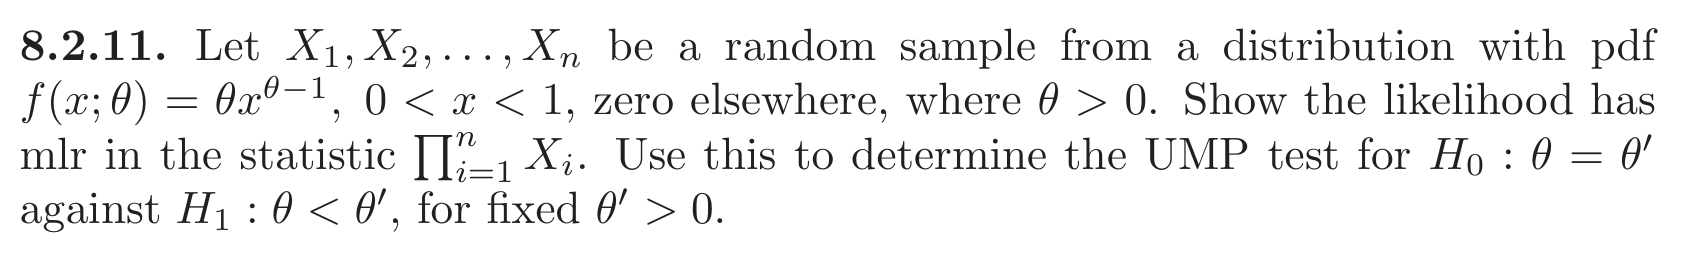 8.2.11. Let X₁, X₂, . . . , Xₙ be a random sample from a distribution with pdf
f(x; θ) = θx^{θ−1}, 0 < x < 1, zero elsewhere, where θ > 0. Show the likelihood has
mlr in the statistic ∏ⁿᵢ₌₁ Xᵢ. Use this to determine the UMP test for H₀ : θ = θ′
against H₁ : θ < θ′, for fixed θ′ > 0.